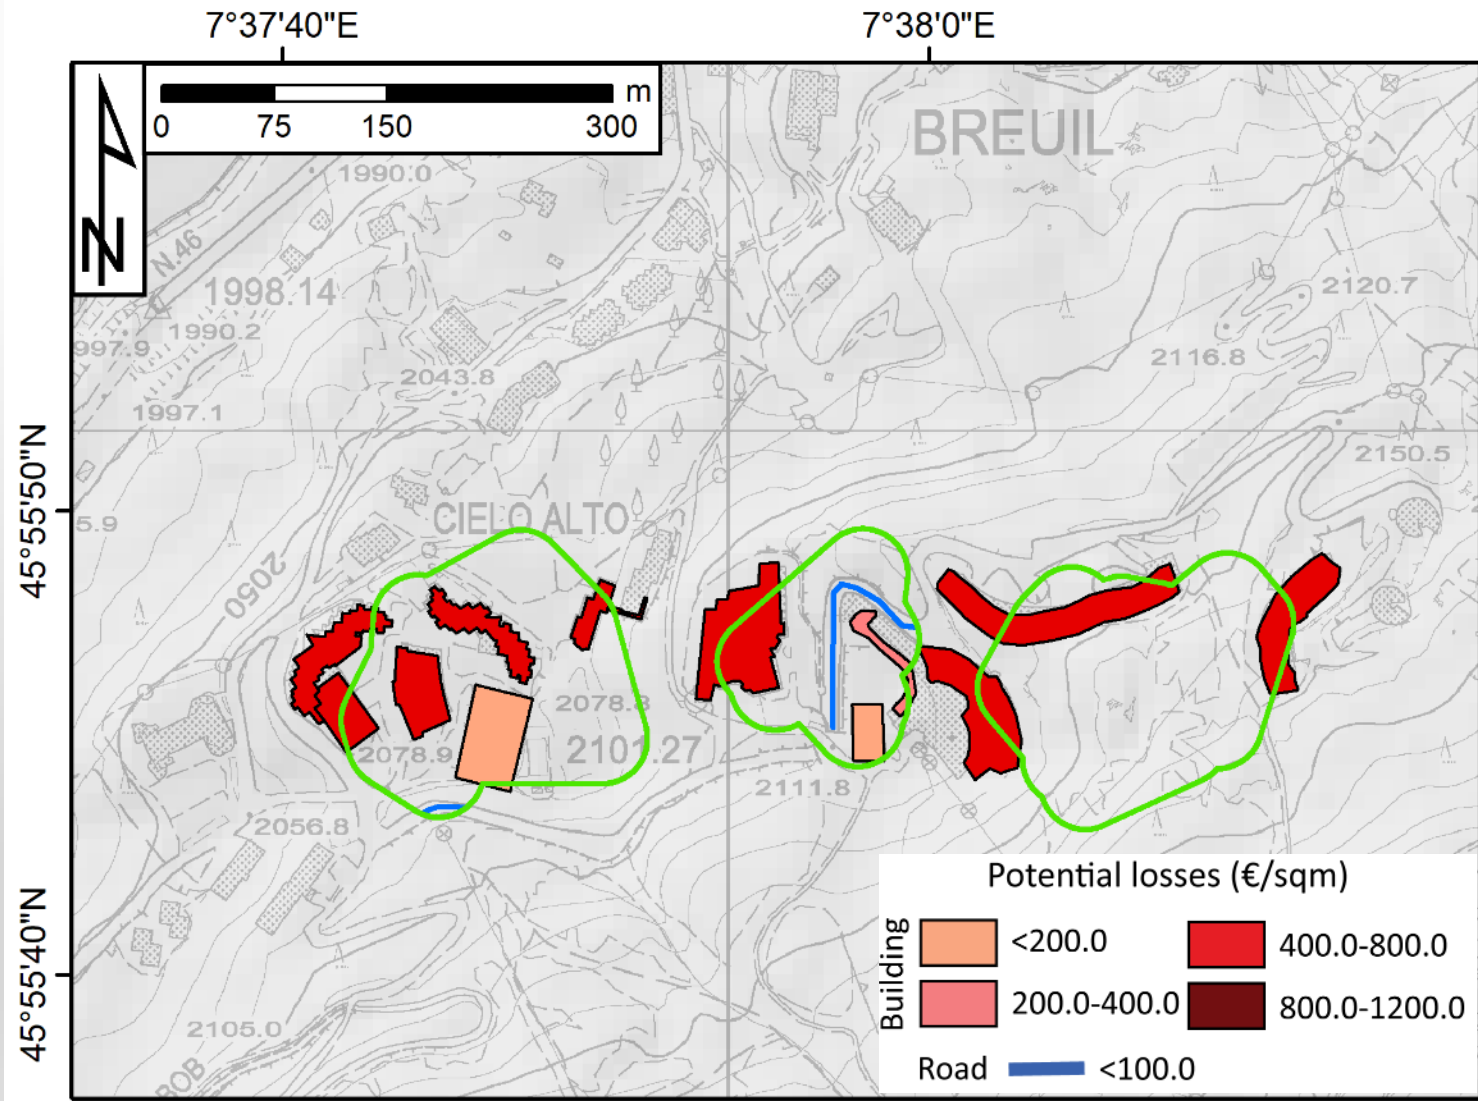 7°37'40"E
7°38'0"E
m
0 75 150 300
N
BREUIL
1990.0
N.46
1998.14
1990.2
997.9
1997.1
2043.8
2120.7
2116.8
2150.5
45°55'50"N
5.9
CIELO ALTO
2050
2078.8
2078.9
2101.27
2111.8
2056.8
45°55'40"N
2105.0
BOB
Potential losses (€/sqm)
Building
<200.0
400.0-800.0
200.0-400.0
800.0-1200.0
Road
<100.0